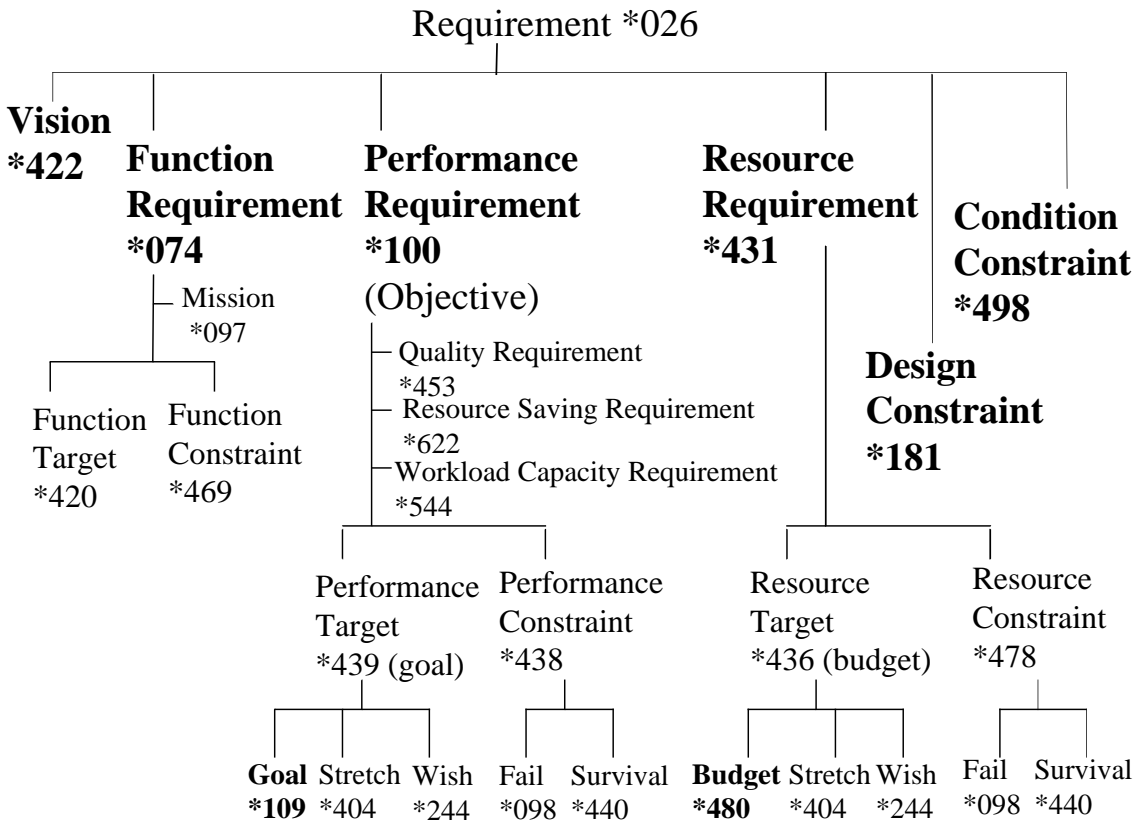 Requirement *026
Vision
*422
Function
Requirement
*074
Mission
*097
Function
Target
*420
Function
Constraint
*469
Performance
Requirement
*100
(Objective)
Quality Requirement
*453
Resource Saving Requirement
*622
Workload Capacity Requirement
*544
Performance
Target
*439 (goal)
Goal
*109
Stretch
*404
Wish
*244
Performance
Constraint
*438
Fail
*098
Survival
*440
Resource
Requirement
*431
Resource
Target
*436 (budget)
Budget
*480
Stretch
*404
Wish
*244
Resource
Constraint
*478
Fail
*098
Survival
*440
Design
Constraint
*181
Condition
Constraint
*498